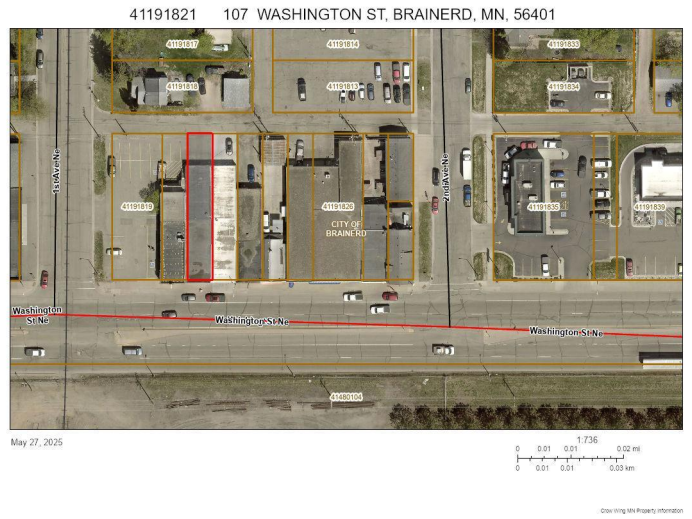 41191821 107 WASHINGTON ST, BRAINERD, MN, 56401
41191817
41191814
41191833
41191818
41191813
41191834
1st Ave Ne
2nd Ave Ne
41191819
41191826
41191835
41191839
CITY OF
BRAINERD
Washington
St Ne
Washington St Ne
Washington St Ne
41480104
May 27, 2025
1:736
0 0.01 0.01 0.02 mi
0 0.01 0.01 0.03 km
Crow Wing MN Property Information